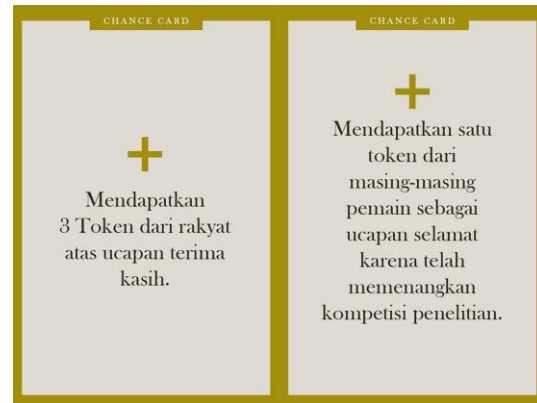 CHANCE CARD
+
Mendapatkan
3 Token dari rakyat
atas ucapan terima
kasih.
CHANCE CARD
+
Mendapatkan satu
token dari
masing-masing
pemain sebagai
ucapan selamat
karena telah
memenangkan
kompetisi penelitian.